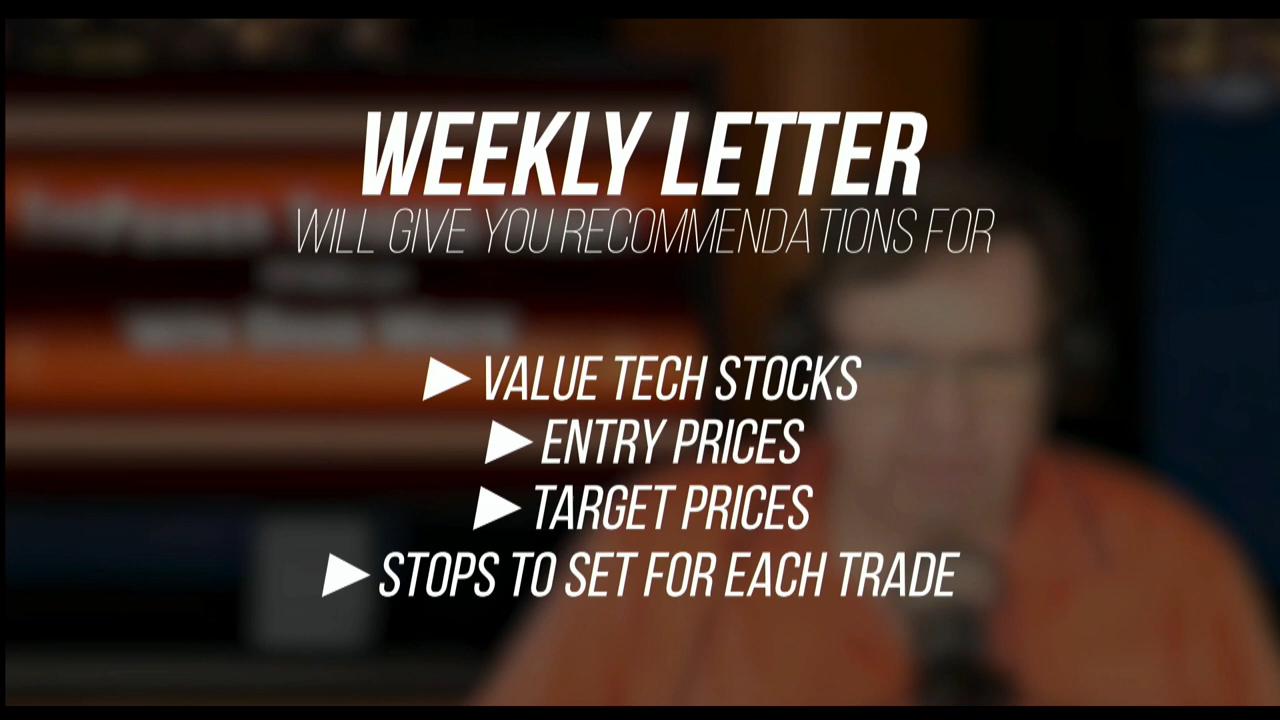 WEEKLY LETTER
WILL GIVE YOU RECOMMENDATIONS FOR
► VALUE TECH STOCKS
► ENTRY PRICES
► TARGET PRICES
► STOPS TO SET FOR EACH TRADE